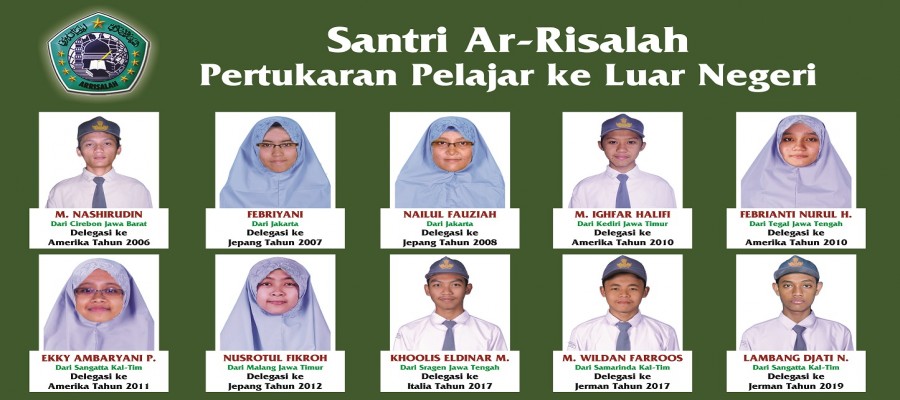 Santri Ar-Risalah
Pertukaran Pelajar ke Luar Negeri
ARRISALAH
M. NASHIRUDIN
Dari Cirebon Jawa Barat
Delegasi ke
Amerika Tahun 2006
FEBRIYANI
Dari Jakarta
Delegasi ke
Jepang Tahun 2007
NAILUL FAUZIAH
Dari Jakarta
Delegasi ke
Jepang Tahun 2008
M. IGHFAR HALIFI
Dari Kediri Jawa Timur
Delegasi ke
Amerika Tahun 2010
FEBRIANTI NURUL H.
Dari Tegal Jawa Tengah
Delegasi ke
Amerika Tahun 2010
EKKY AMBARYANI P.
Dari Sangatta Kal-Tim
Delegasi ke
Amerika Tahun 2011
NUSROTUL FIKROH
Dari Malang Jawa Timur
Delegasi ke
Jepang Tahun 2012
KHOOLIS ELDINAR M.
Dari Sragen Jawa Tengah
Delegasi ke
Italia Tahun 2017
M. WILDAN FARROOS
Dari Samarinda Kal-Tim
Delegasi ke
Jerman Tahun 2017
LAMBANG DJATI N.
Dari Sangatta Kal-Tim
Delegasi ke
Jerman Tahun 2019